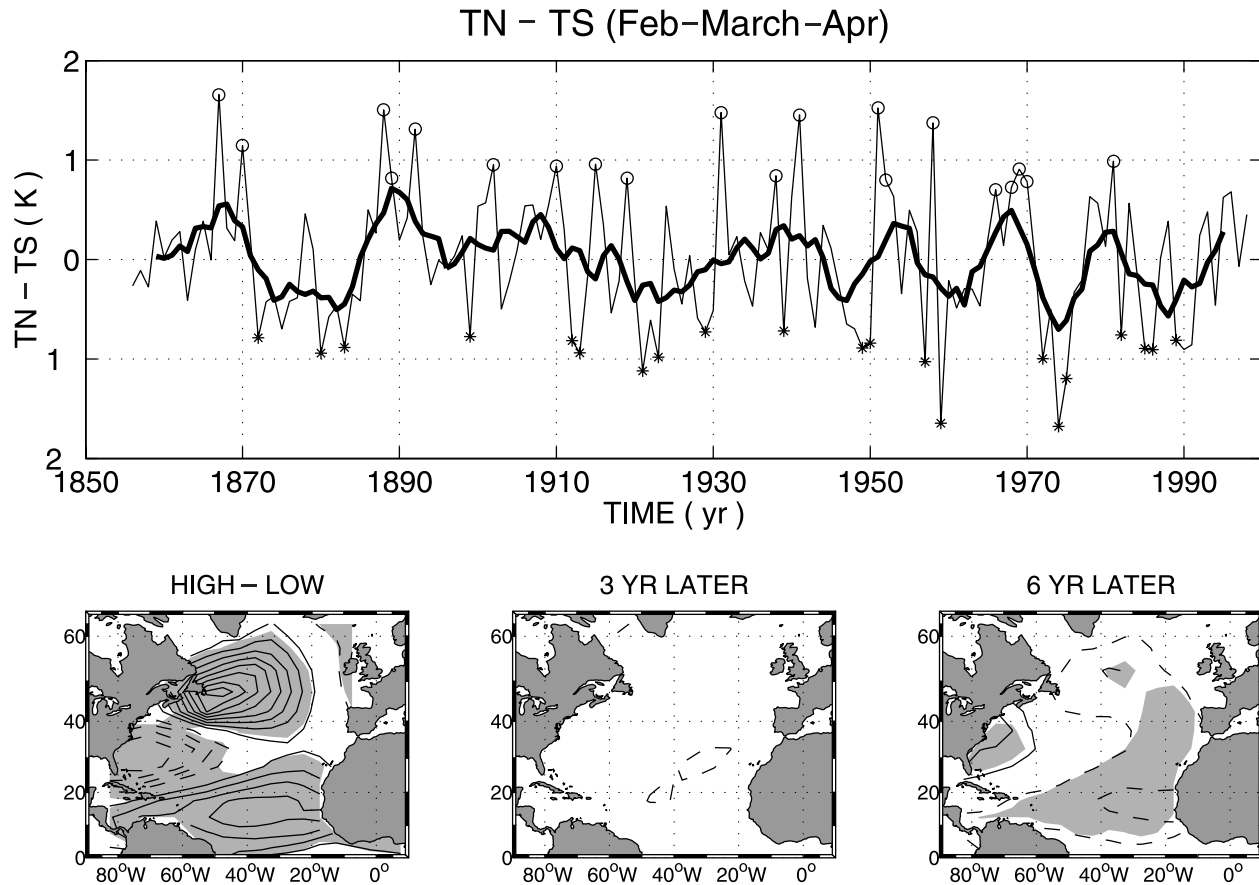 TN – TS (Feb–March–Apr)
2
1
0
1
2
TN – TS ( K )
1850 1870 1890 1910 1930 1950 1970 1990
TIME ( yr )
HIGH – LOW
60
40
20
0
80°W 60°W 40°W 20°W 0°
3 YR LATER
60
40
20
0
80°W 60°W 40°W 20°W 0°
6 YR LATER
60
40
20
0
80°W 60°W 40°W 20°W 0°